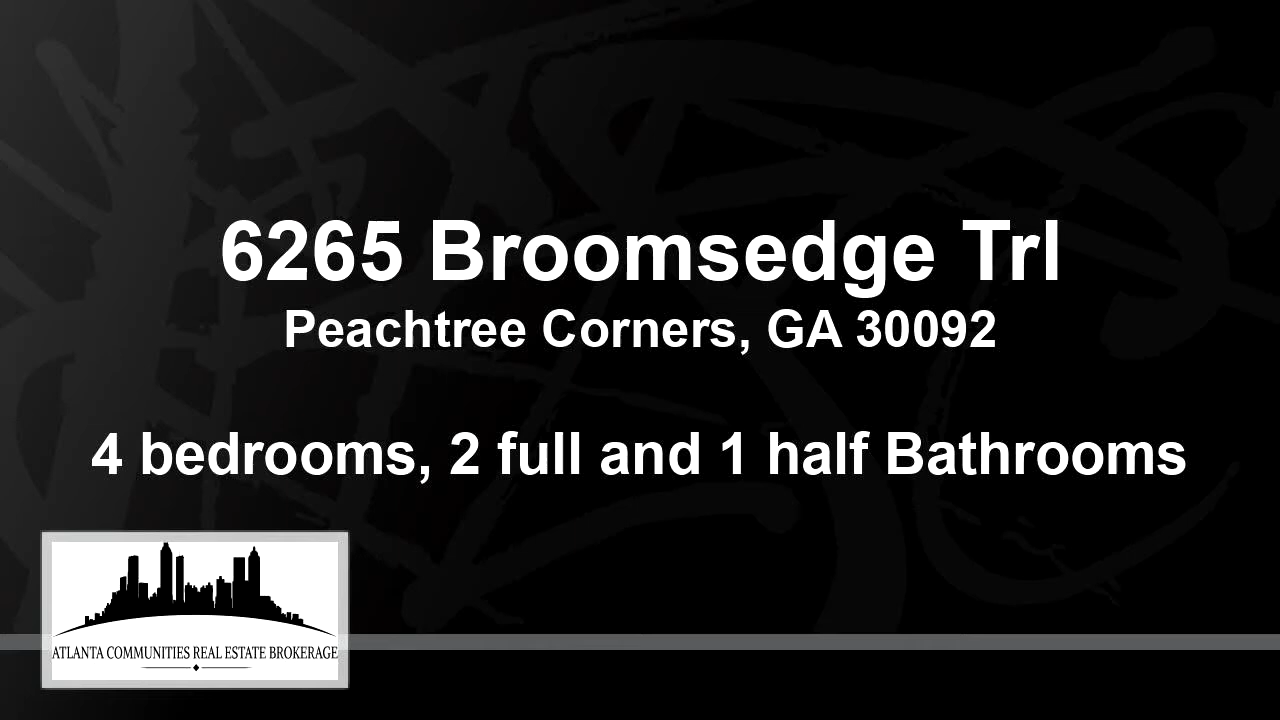 6265 Broomsedge Trl
Peachtree Corners, GA 30092
4 bedrooms, 2 full and 1 half Bathrooms
ATLANTA COMMUNITIES REAL ESTATE BROKERAGE